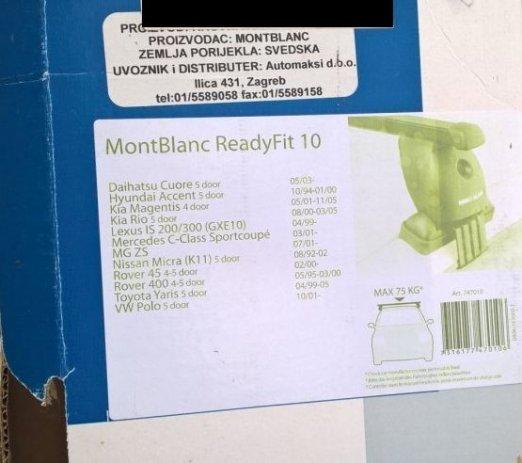 PROIZVODAC: MONTBLANC
ZEMLJA PORIJEKLA: SVEDSKA
UVOZNIK i DISTRIBUTER: Automaksi d.o.o.
Ilica 431, Zagreb
tel:01/5589058 fax:01/5589158
MontBlanc ReadyFit 10
Daihatsu Cuore 5 door 05/03-
Hyundai Accent 5 door 10/94-01/00
Kia Magentis 4 door 05/01-11/05
Kia Rio 5 door 08/00-03/05
Lexus IS 200/300 (GXE10) 04/99-
Mercedes C-Class Sportcoupé 03/01-
MG ZS 07/01-
Nissan Micra (K11) 5 door 08/92-02
Rover 45 4-5 door 02/00-
Rover 400 4-5 door 05/95-03/00
Toyota Yaris 5 door 04/99-05
VW Polo 5 door 10/01-
MAX 75 KG*
Art. 747010